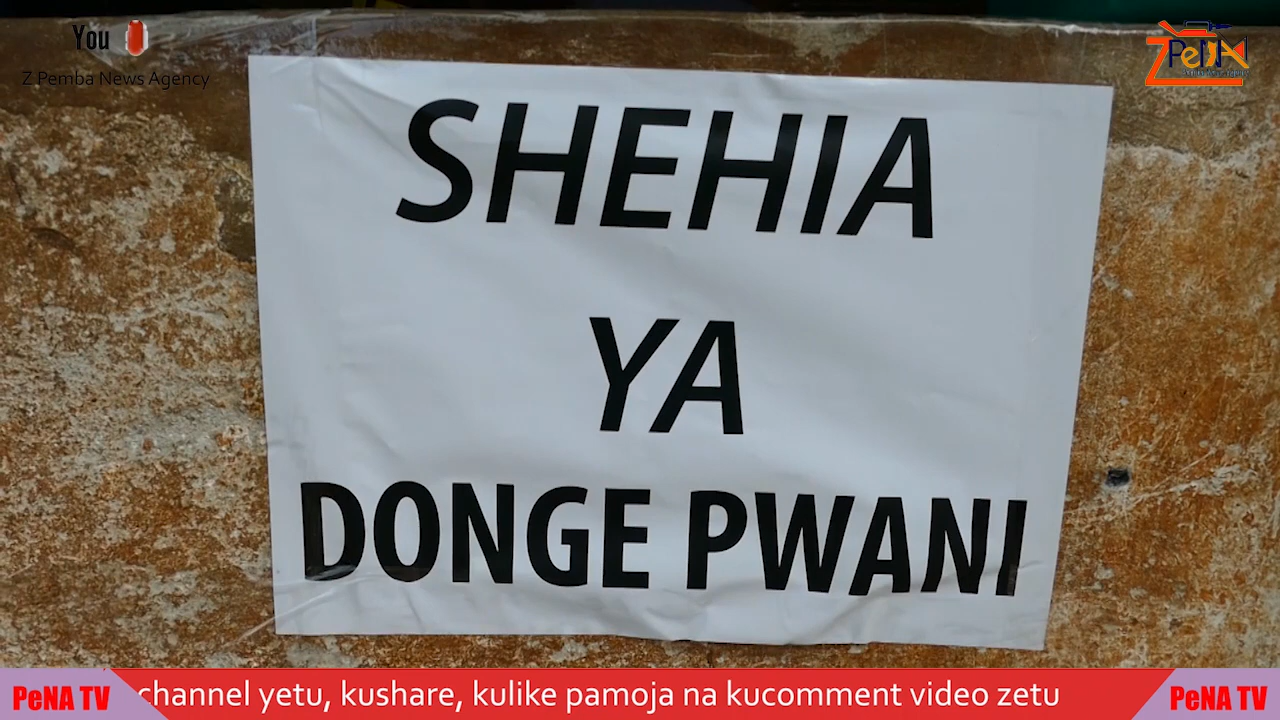 You
Z Pemba News Agency
ZPeNA
SHEHIA
YA
DONGE PWANI
PeNA TV
channel yetu, kushare, kulike pamoja na kucomment video zetu
PeNA TV